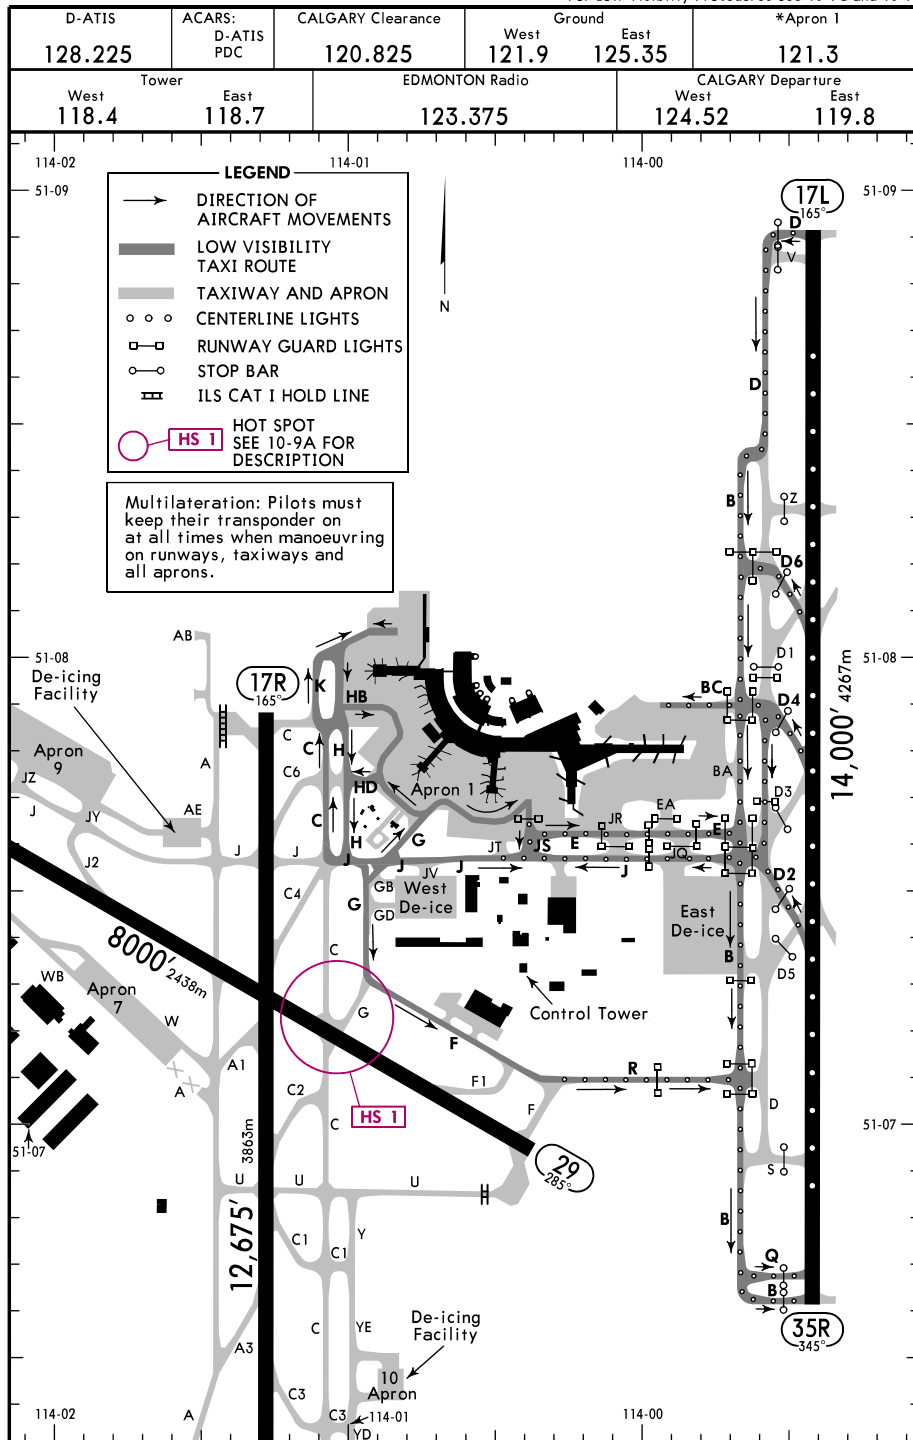 D-ATIS
128.225
ACARS:
D-ATIS
PDC
CALGARY Clearance
120.825
Ground
West East
121.9 125.35
*Apron 1
121.3
Tower
West East
118.4 118.7
EDMONTON Radio
123.375
CALGARY Departure
West East
124.52 119.8
114-02
114-01
114-00
51-09
51-09
LEGEND
DIRECTION OF
AIRCRAFT MOVEMENTS
LOW VISIBILITY
TAXI ROUTE
TAXIWAY AND APRON
CENTERLINE LIGHTS
RUNWAY GUARD LIGHTS
STOP BAR
ILS CAT I HOLD LINE
HS 1
HOT SPOT
SEE 10-9A FOR
DESCRIPTION
N
17L
165°
D
V
D
Multilateration: Pilots must
keep their transponder on
at all times when manoeuvring
on runways, taxiways and
all aprons.
B
Z
D6
AB
51-08
51-08
De-icing
Facility
17R
165°
K
HB
D1
BC
D4
14,000' 4267m
C
C
H
Apron
9
A
C6
HD
BA
JZ
Apron 1
D3
J
JY
AE
C
EA
JR
E
G
H
J
J
J2
J
J
J
JT
JS
E
JQ
J
JV
GB
West
De-ice
D2
C4
G
GD
East
De-ice
8000' 2438m
C
B
D5
WB
Apron
7
G
Control Tower
W
F
A1
R
F1
A
C2
F
D
HS 1
C
51-07
51-07
3863m
12,675'
U
U
U
29
285°
S
Y
B
C1
C1
Q
B
C
YE
De-icing
Facility
35R
345°
A3
10
Apron
C3
C3
A
114-02
114-01
YD
114-00